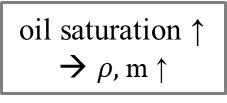 oil saturation ↑
→ ρ, m ↑